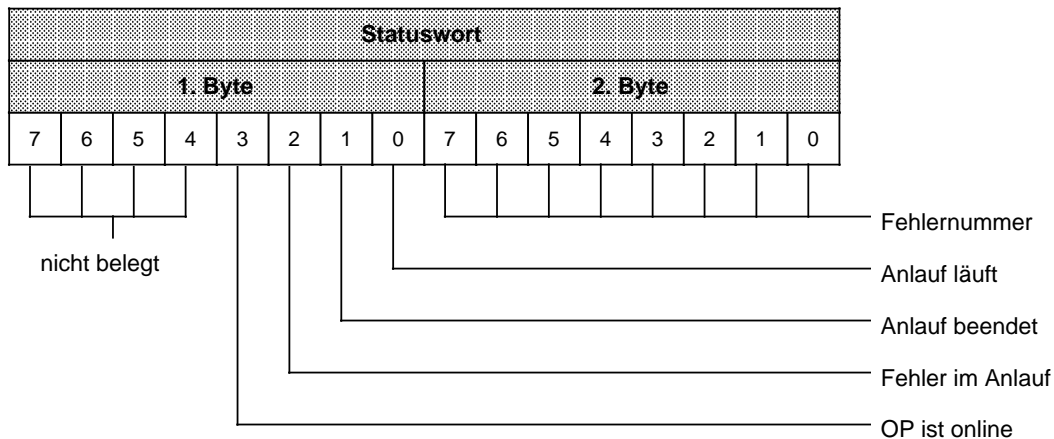 Statuswort
1. Byte 2. Byte
7 6 5 4 3 2 1 0 7 6 5 4 3 2 1 0
Fehlernummer
nicht belegt
Anlauf läuft
Anlauf beendet
Fehler im Anlauf
OP ist online